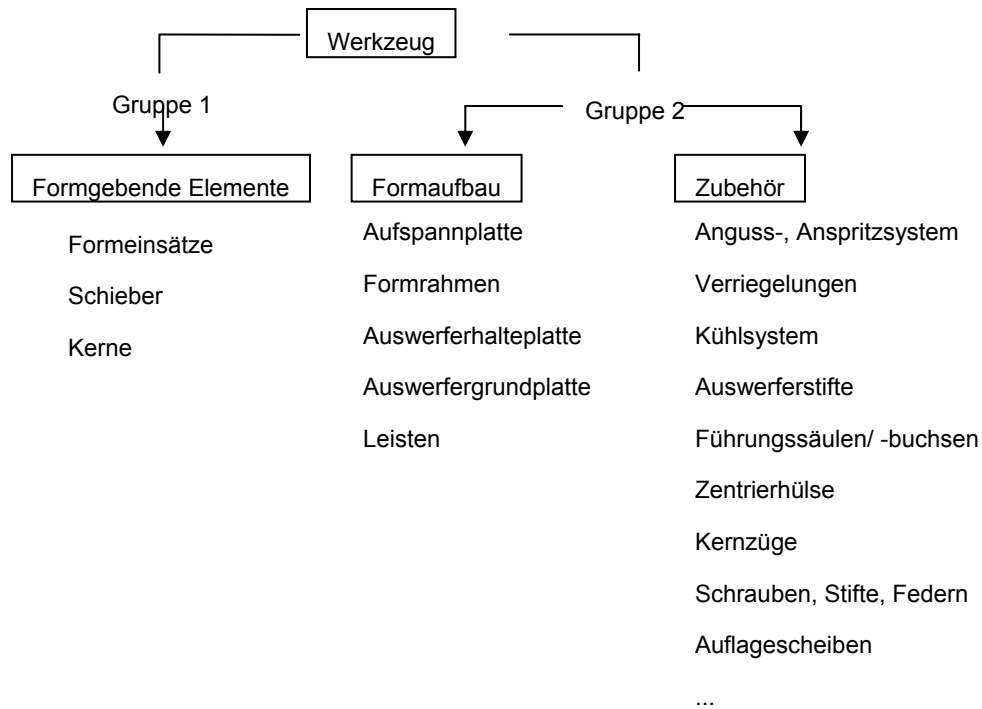 Werkzeug
Gruppe 1
Gruppe 2
Formgebende Elemente
Formeinsätze
Schieber
Kerne
Formaufbau
Aufspannplatte
Formrahmen
Auswerferhalteplatte
Auswerfergrundplatte
Leisten
Zubehör
Anguss-, Anspritzsystem
Verriegelungen
Kühlsystem
Auswerferstifte
Führungssäulen/ -buchsen
Zentrierhülse
Kernzüge
Schrauben, Stifte, Federn
Auflagescheiben
...